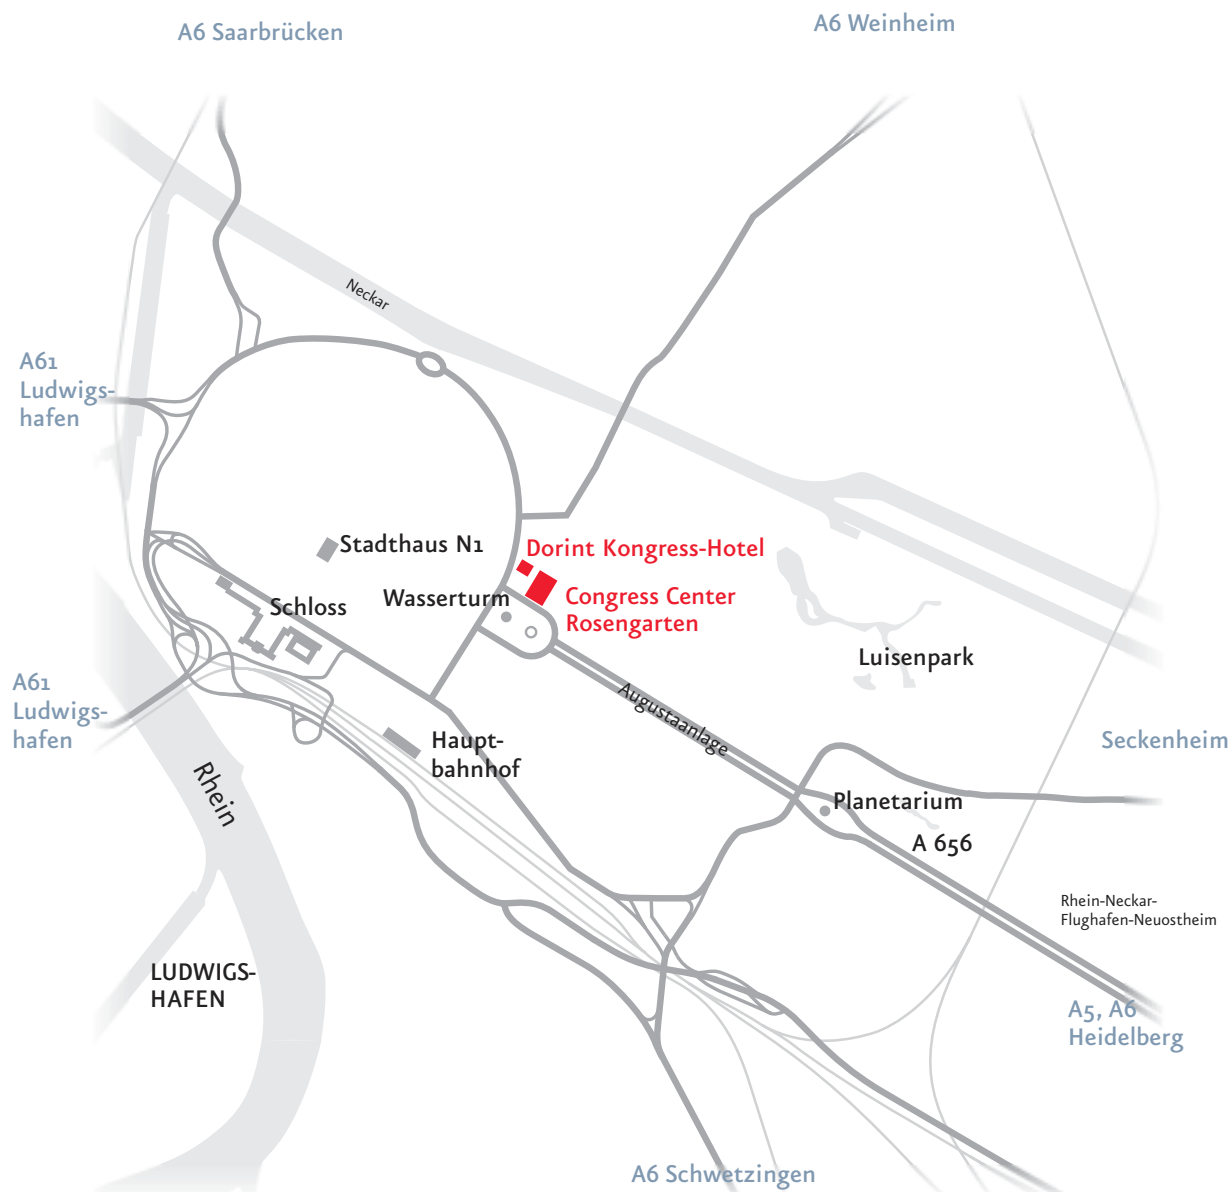 A6 Saarbrücken
A6 Weinheim
Neckar
A61
Ludwigs-
hafen
Stadthaus N1
Dorint Kongress-Hotel
Wasserturm
Congress Center
Rosengarten
Schloss
Luisenpark
A61
Ludwigs-
hafen
Augustaanlage
Haupt-
bahnhof
Seckenheim
Rhein
Planetarium
A 656
Rhein-Neckar-
Flughafen-Neuostheim
LUDWIGS-
HAFEN
A5, A6
Heidelberg
A6 Schwetzingen